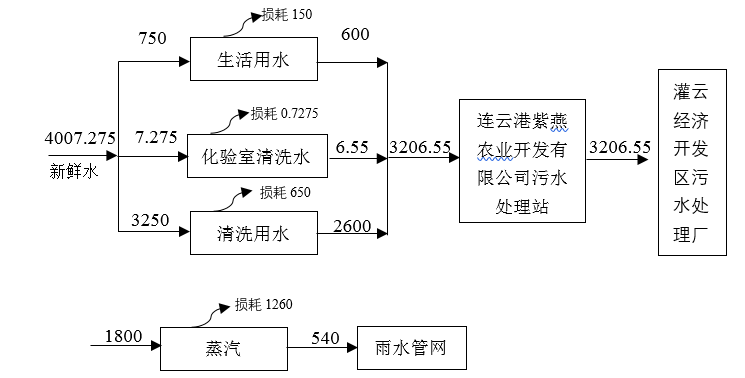 损耗 150
750
生活用水
600
4007.275
新鲜水
损耗 0.7275
7.275
化验室清洗水
6.55
3206.55
连云港紫燕
农业开发有
限公司污水
处理站
3206.55
灌云
经济
开发
区污
水处
理厂
损耗 650
3250
清洗用水
2600
损耗 1260
1800
蒸汽
540
雨水管网